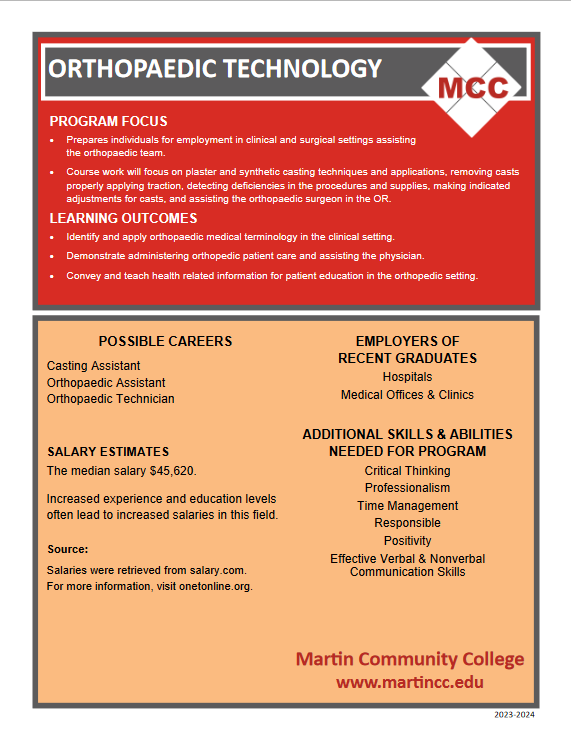 ORTHOPAEDIC TECHNOLOGY
MCC
PROGRAM FOCUS
• Prepares individuals for employment in clinical and surgical settings assisting
the orthopaedic team.
• Course work will focus on plaster and synthetic casting techniques and applications, removing casts
properly applying traction, detecting deficiencies in the procedures and supplies, making indicated
adjustments for casts, and assisting the orthopaedic surgeon in the OR.
LEARNING OUTCOMES
• Identify and apply orthopaedic medical terminology in the clinical setting.
• Demonstrate administering orthopedic patient care and assisting the physician.
• Convey and teach health related information for patient education in the orthopedic setting.
POSSIBLE CAREERS
Casting Assistant
Orthopaedic Assistant
Orthopaedic Technician
SALARY ESTIMATES
The median salary $45,620.
Increased experience and education levels
often lead to increased salaries in this field.
Source:
Salaries were retrieved from salary.com.
For more information, visit onetonline.org.
EMPLOYERS OF
RECENT GRADUATES
Hospitals
Medical Offices & Clinics
ADDITIONAL SKILLS & ABILITIES
NEEDED FOR PROGRAM
Critical Thinking
Professionalism
Time Management
Responsible
Positivity
Effective Verbal & Nonverbal
Communication Skills
Martin Community College
www.martincc.edu
2023-2024